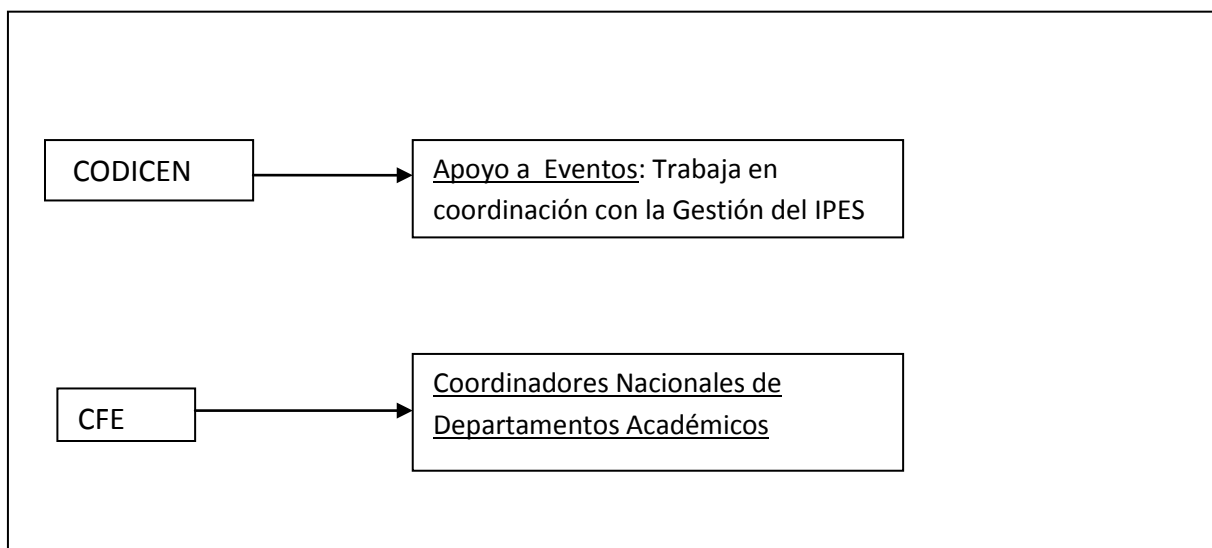 CODICEN
Apoyo a Eventos: Trabaja en
coordinación con la Gestión del IPES
CFE
Coordinadores Nacionales de
Departamentos Académicos